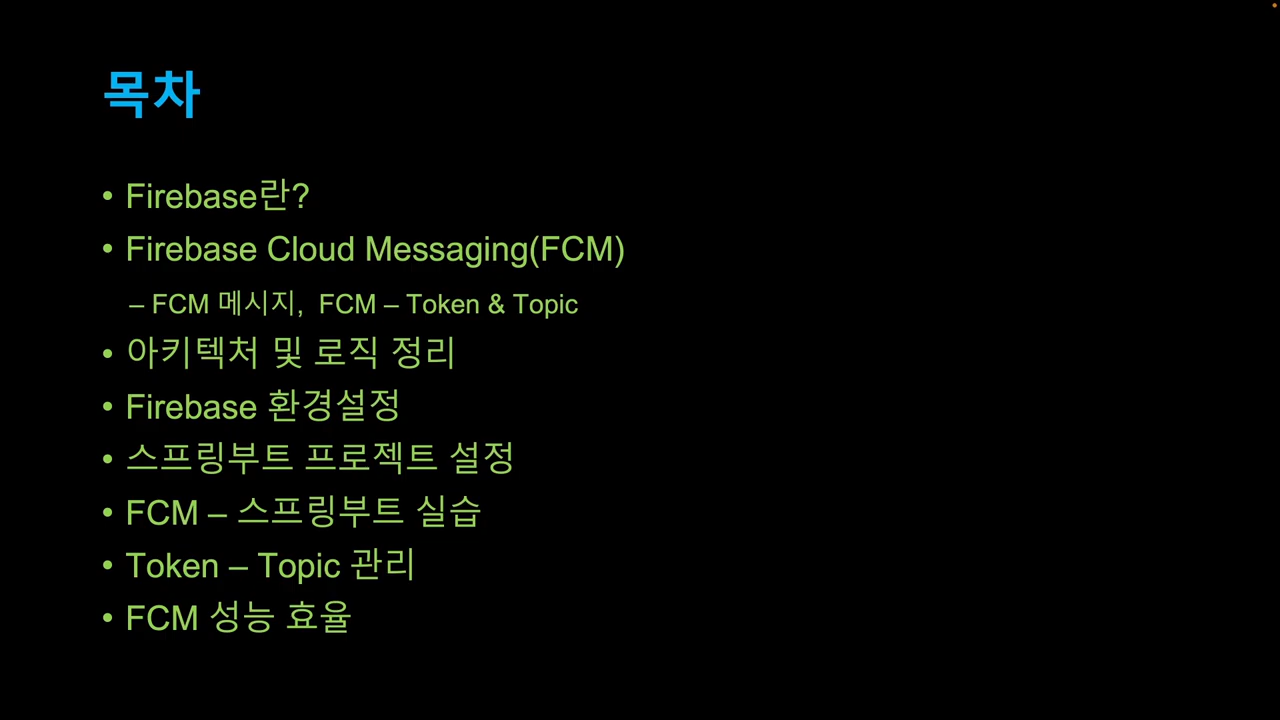 목차
• Firebase란?
• Firebase Cloud Messaging(FCM)
– FCM 메시지, FCM – Token & Topic
• 아키텍처 및 로직 정리
• Firebase 환경설정
• 스프링부트 프로젝트 설정
• FCM – 스프링부트 실습
• Token – Topic 관리
• FCM 성능 효율